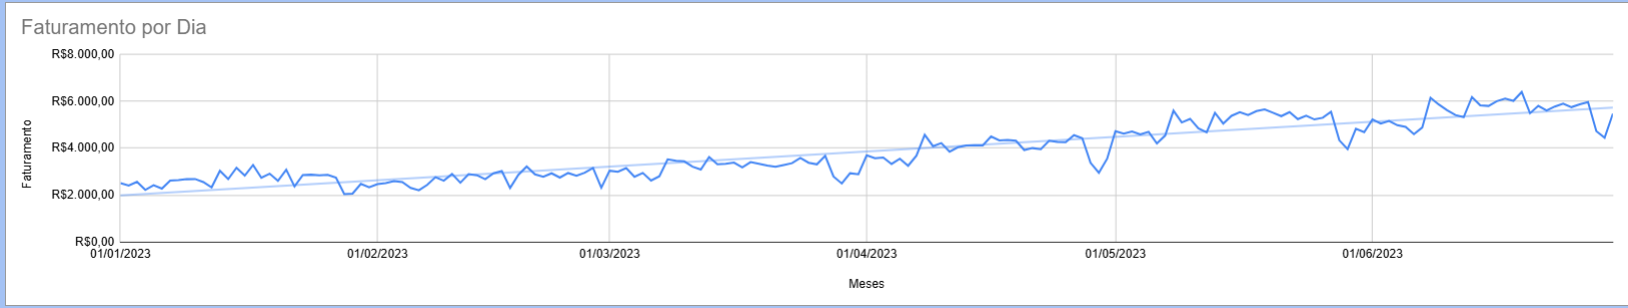 Faturamento por Dia
R$8.000,00
R$6.000,00
R$4.000,00
R$2.000,00
R$0,00
Faturamento
01/01/2023
01/02/2023
01/03/2023
01/04/2023
01/05/2023
01/06/2023
Meses